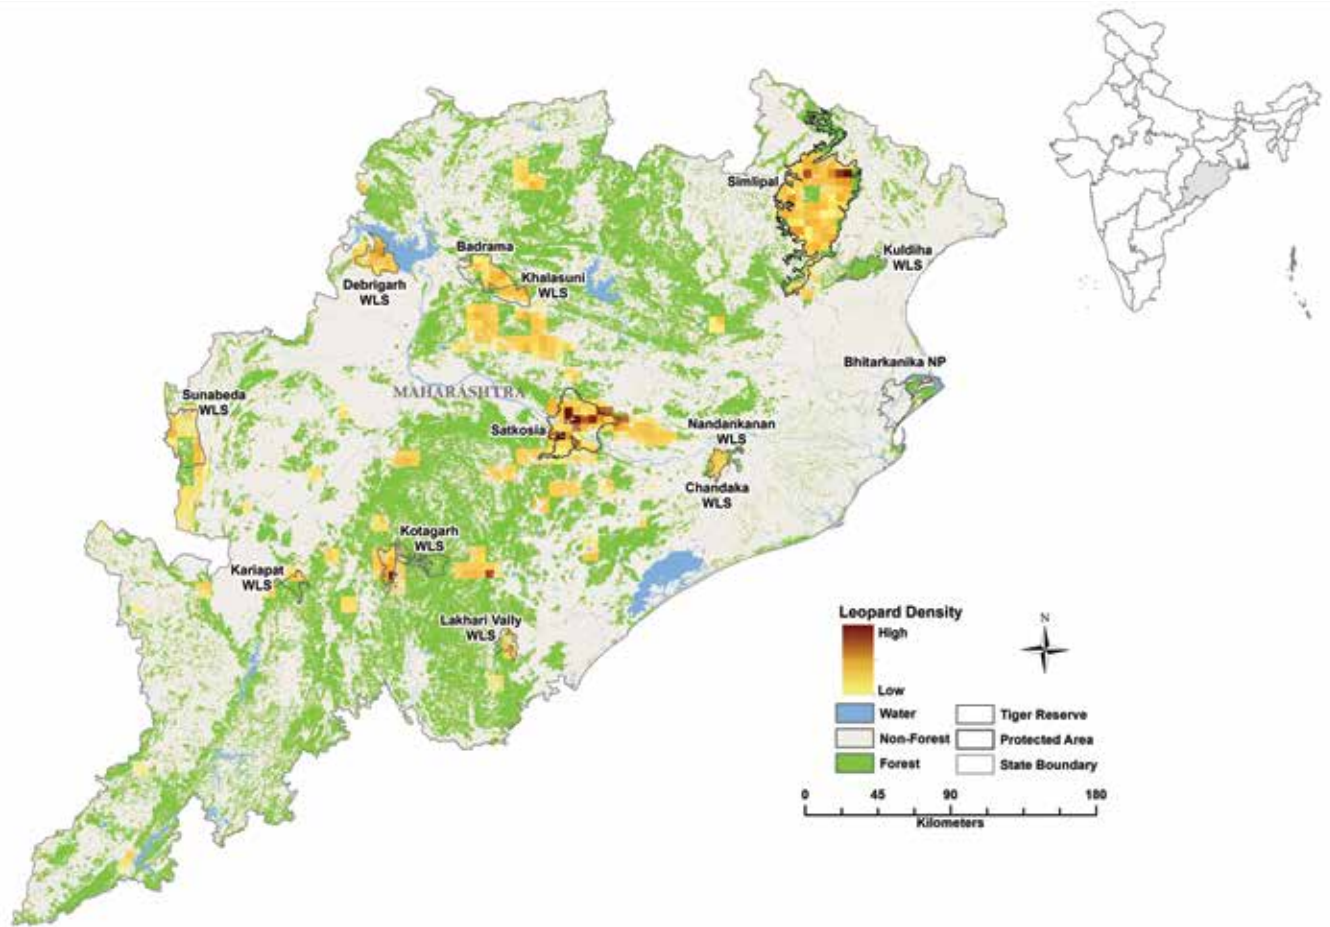 Simlipal
Kuldiha
WLS
Badrama
Khalasuni
WLS
Debrigarh
WLS
Bhitarkanika NP
MAHARASHTRA
Sunabeda
WLS
Satkosia
Nandankanan
WLS
Chandaka
WLS
Kotagarh
WLS
Kariapat
WLS
Lakhari Vally
WLS
Leopard Density
High
Low
Water
Non-Forest
Forest
Tiger Reserve
Protected Area
State Boundary
N
0 45 90 180
Kilometers